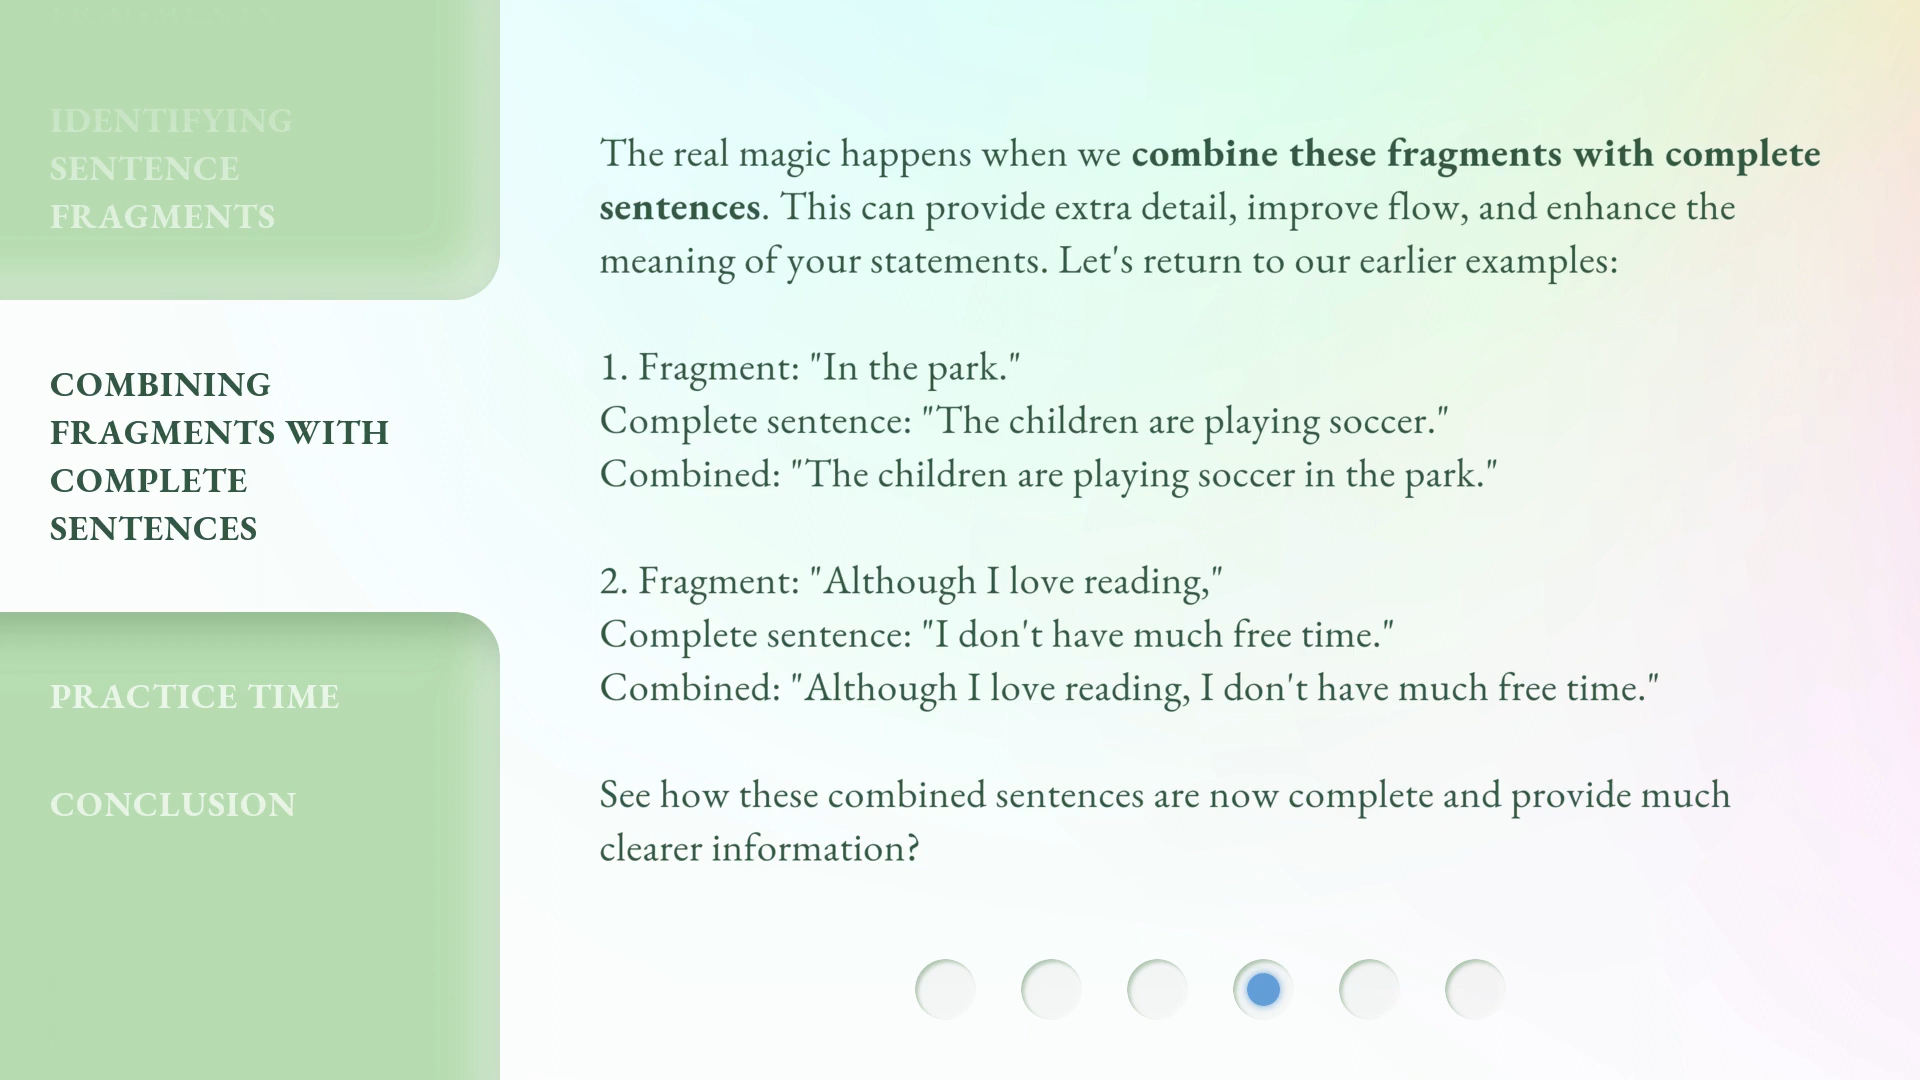 IDENTIFYING
SENTENCE
FRAGMENTS
COMBINING
FRAGMENTS WITH
COMPLETE
SENTENCES
PRACTICE TIME
CONCLUSION
The real magic happens when we combine these fragments with complete
sentences. This can provide extra detail, improve flow, and enhance the
meaning of your statements. Let's return to our earlier examples:
1. Fragment: "In the park."
Complete sentence: "The children are playing soccer."
Combined: "The children are playing soccer in the park."
2. Fragment: "Although I love reading,"
Complete sentence: "I don't have much free time."
Combined: "Although I love reading, I don't have much free time."
See how these combined sentences are now complete and provide much
clearer information?